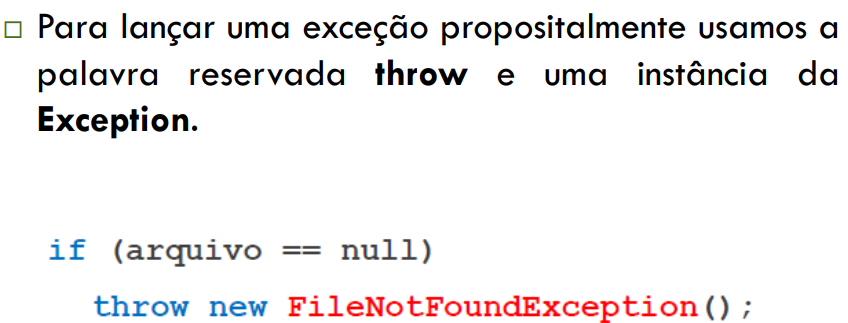 Para lançar uma exceção propositalmente usamos a
palavra reservada throw e uma instância da
Exception.
if (arquivo == null)
throw new FileNotFoundException();